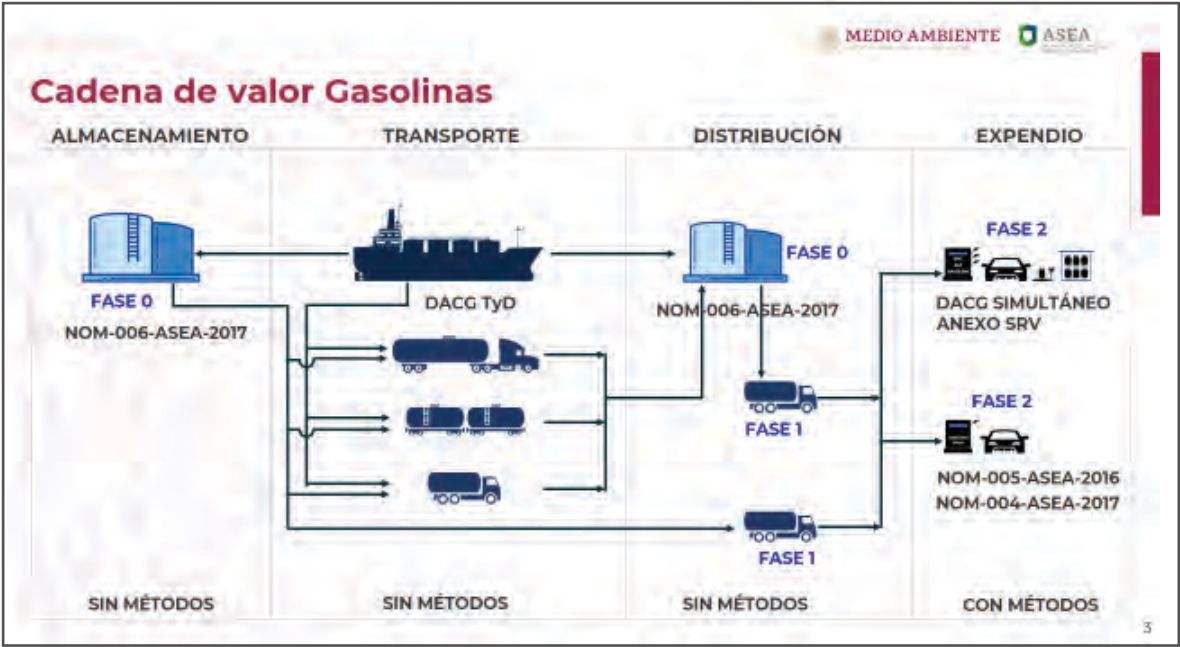 MEDIO AMBIENTE ASEA
Cadena de valor Gasolinas
ALMACENAMIENTO
TRANSPORTE
DISTRIBUCIÓN
EXPENDIO
FASE 0
NOM-006-ASEA-2017
DACG TyD
FASE 0
NOM-006-ASEA-2017
FASE 1
FASE 1
FASE 2
DACG SIMULTÁNEO
ANEXO SRV
FASE 2
NOM-005-ASEA-2016
NOM-004-ASEA-2017
SIN MÉTODOS
SIN MÉTODOS
SIN MÉTODOS
CON MÉTODOS
3